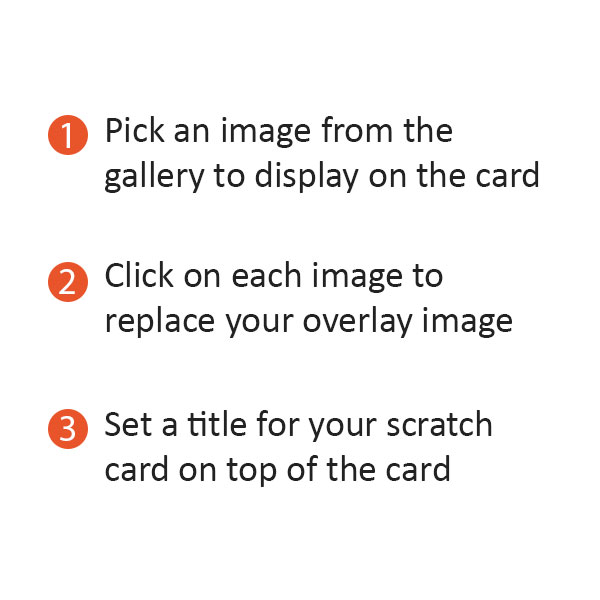 1 Pick an image from the
gallery to display on the card
2 Click on each image to
replace your overlay image
3 Set a title for your scratch
card on top of the card